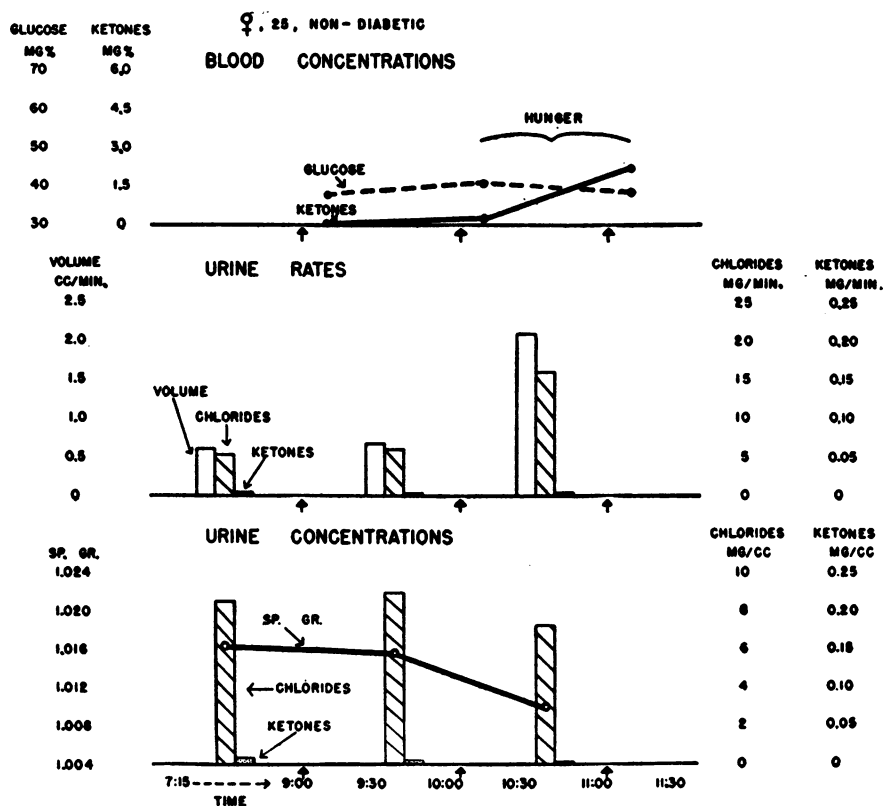 ♀, 25, NON-DIABETIC
GLUCOSE KETONES
MG% MG%
BLOOD CONCENTRATIONS
70 6.0
60 4.5
HUNGER
50 3.0
GLUCOSE
40 1.5
KETONES
30 0
VOLUME
CC/MIN.
URINE RATES
CHLORIDES KETONES
MG/MIN. MG/MIN.
2.5 25 0.25
2.0 20 0.20
1.5 15 0.15
VOLUME
CHLORIDES
1.0 10 0.10
KETONES
0.5 5 0.05
0 0 0
URINE CONCENTRATIONS
CHLORIDES KETONES
SP. GR. MG/CC MG/CC
1.024 10 0.25
1.020 8 0.20
SP. GR.
1.016 6 0.15
CHLORIDES
1.012 4 0.10
KETONES
1.008 2 0.05
1.004 0 0
7:15 9:00 9:30 10:00 10:30 11:00 11:30
TIME